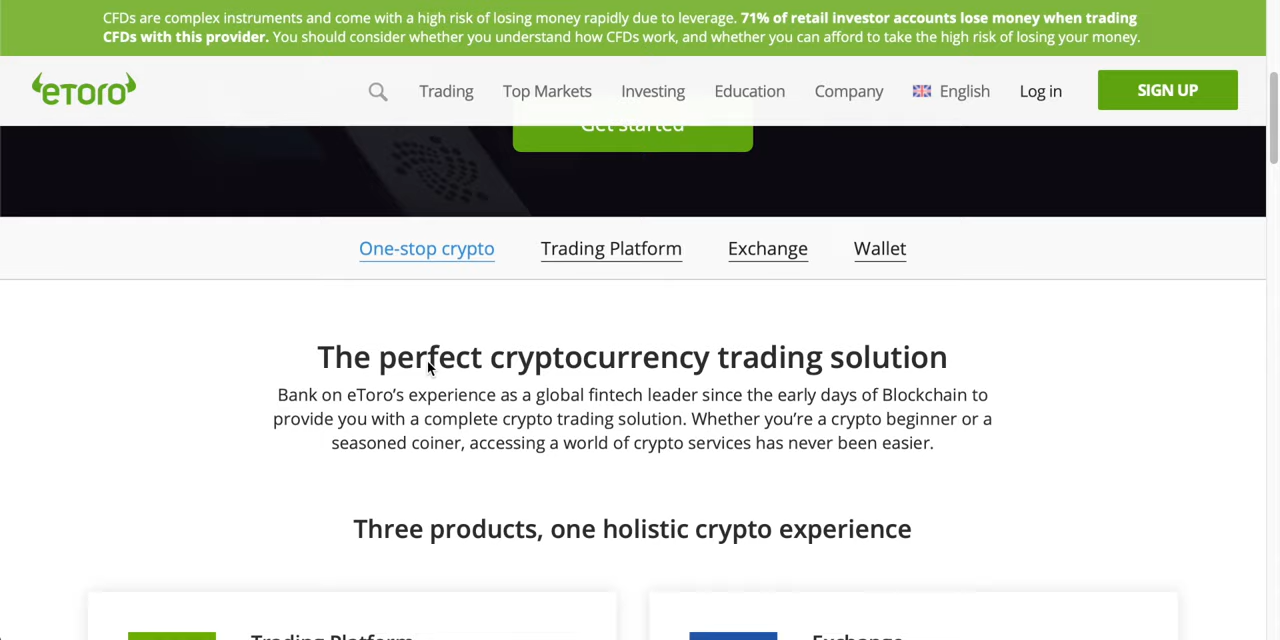 CFDs are complex instruments and come with a high risk of losing money rapidly due to leverage. 71% of retail investor accounts lose money when trading
CFDs with this provider. You should consider whether you understand how CFDs work, and whether you can afford to take the high risk of losing your money.
eToro
Trading
Top Markets
Investing
Education
Company
English
Log in
SIGN UP
Get started
One-stop crypto
Trading Platform
Exchange
Wallet
The perfect cryptocurrency trading solution
Bank on eToro’s experience as a global fintech leader since the early days of Blockchain to
provide you with a complete crypto trading solution. Whether you’re a crypto beginner or a
seasoned coiner, accessing a world of crypto services has never been easier.
Three products, one holistic crypto experience
Trading Platform
Exchange